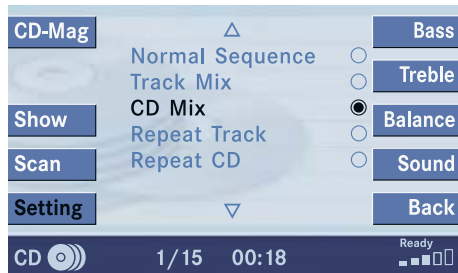 CD-Mag
Show
Scan
Setting
Normal Sequence
Track Mix
CD Mix
Repeat Track
Repeat CD
Bass
Treble
Balance
Sound
Back
CD 1/15 00:18
Ready